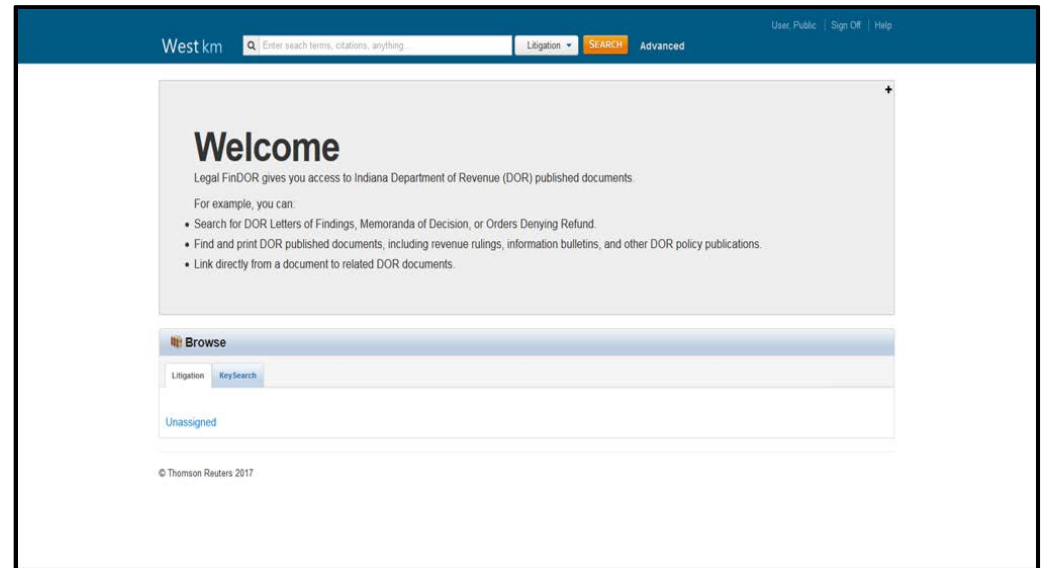 User, Public | Sign Off | Help
West km
Enter seach terms, citations, anything...
Litigation
SEARCH
Advanced
+
Welcome
Legal FinDOR gives you access to Indiana Department of Revenue (DOR) published documents.
For example, you can:
• Search for DOR Letters of Findings, Memoranda of Decision, or Orders Denying Refund.
• Find and print DOR published documents, including revenue rulings, information bulletins, and other DOR policy publications.
• Link directly from a document to related DOR documents.
Browse
Litigation
KeySearch
Unassigned
© Thomson Reuters 2017